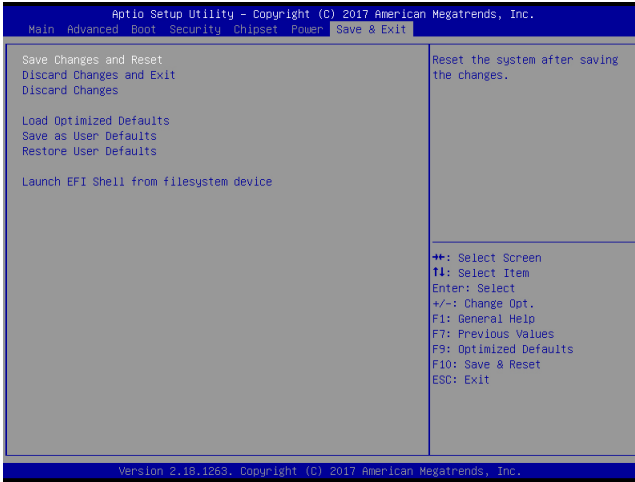 Aptio Setup Utility – Copyright (C) 2017 American Megatrends, Inc.
Main Advanced Boot Security Chipset Power Save & Exit
Save Changes and Reset
Discard Changes and Exit
Discard Changes
Load Optimized Defaults
Save as User Defaults
Restore User Defaults
Launch EFI Shell from filesystem device
Reset the system after saving
the changes.
→←: Select Screen
↑↓: Select Item
Enter: Select
+/-: Change Opt.
F1: General Help
F7: Previous Values
F9: Optimized Defaults
F10: Save & Reset
ESC: Exit
Version 2.18.1263. Copyright (C) 2017 American Megatrends, Inc.